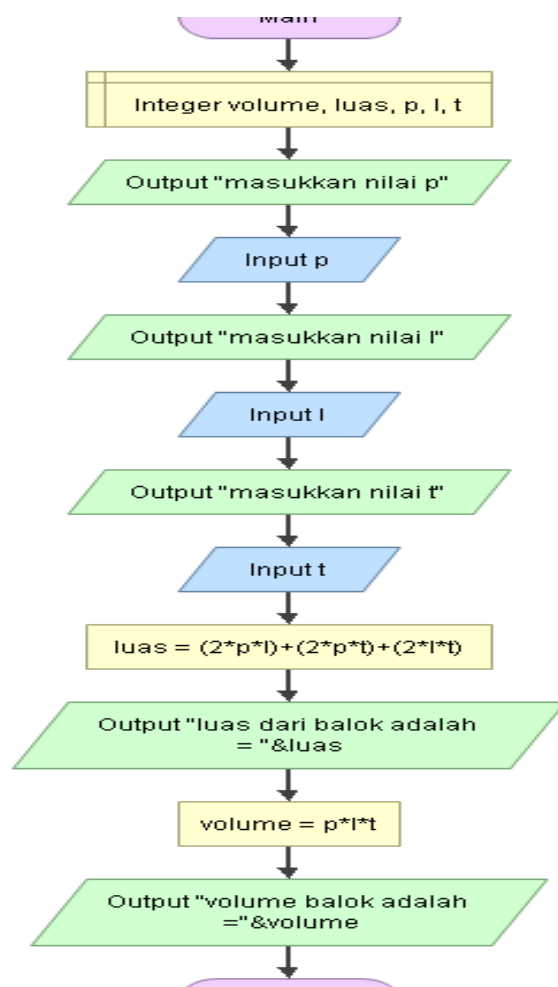 Main
Integer volume, luas, p, l, t
Output "masukkan nilai p"
Input p
Output "masukkan nilai l"
Input l
Output "masukkan nilai t"
Input t
luas = (2*p*l)+(2*p*t)+(2*l*t)
Output "luas dari balok adalah
= "&luas
volume = p*l*t
Output "volume balok adalah
="&volume